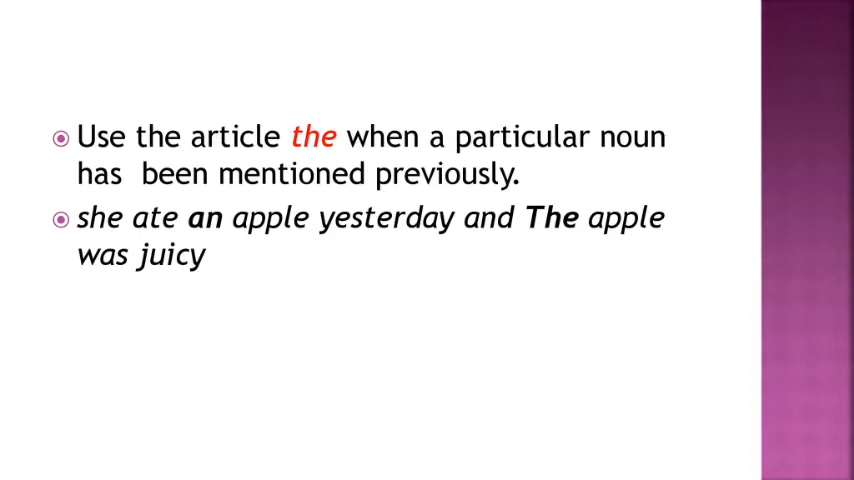 Use the article the when a particular noun
has  been mentioned previously.
she ate an apple yesterday and The apple
was juicy